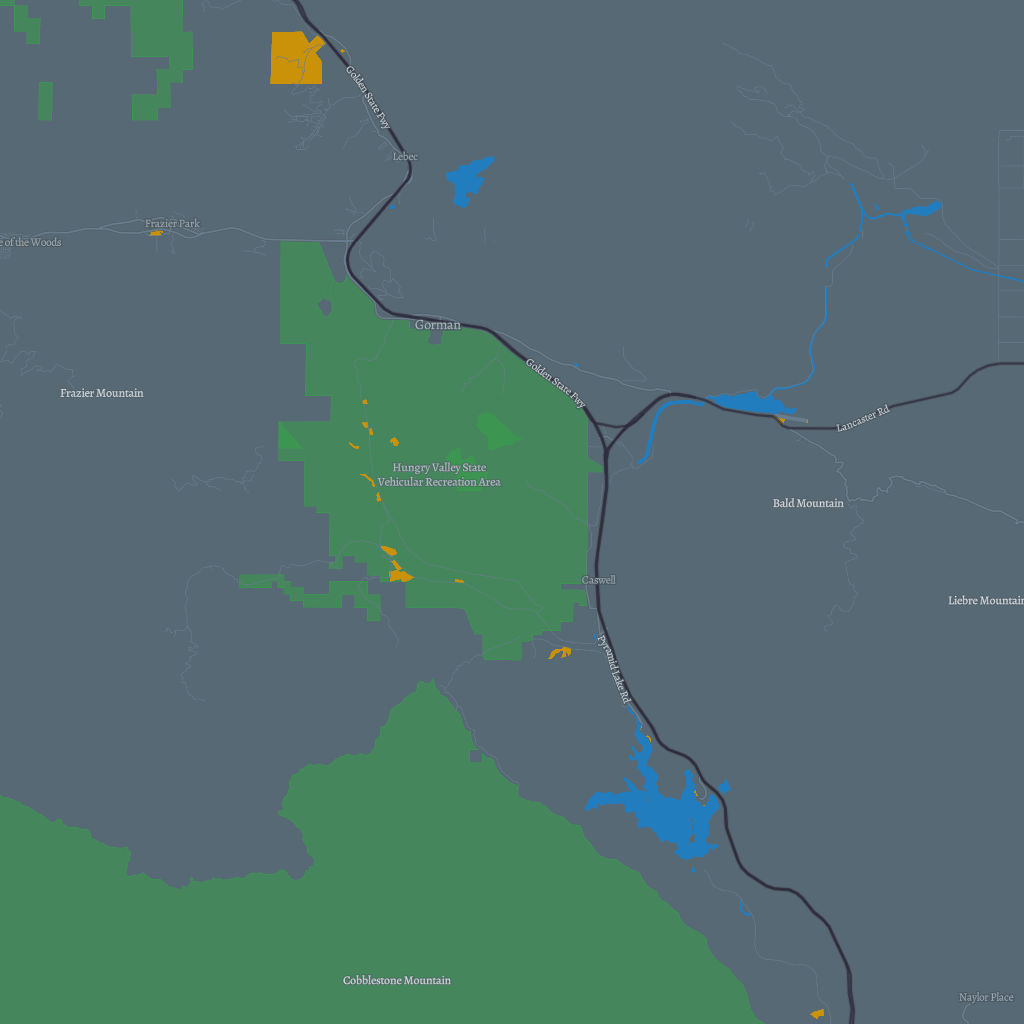 Golden State Fwy
Lebec
Frazier Park
e of the Woods
Gorman
Golden State Fwy
Frazier Mountain
Lancaster Rd
Hungry Valley State
Vehicular Recreation Area
Bald Mountain
Caswell
Liebre Mountain
Pyramid Lake Rd
Cobblestone Mountain
Naylor Place